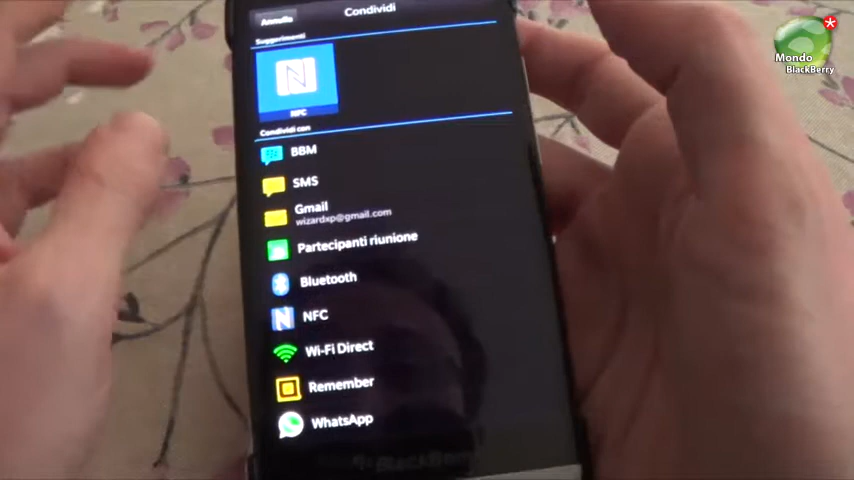 Annulla
Condividi
Suggerimenti
NFC
Condividi con
BBM
SMS
Gmail
wizardxp@gmail.com
Partecipanti riunione
Bluetooth
NFC
Wi-Fi Direct
Remember
WhatsApp
BlackBerry
Mondo
BlackBerry